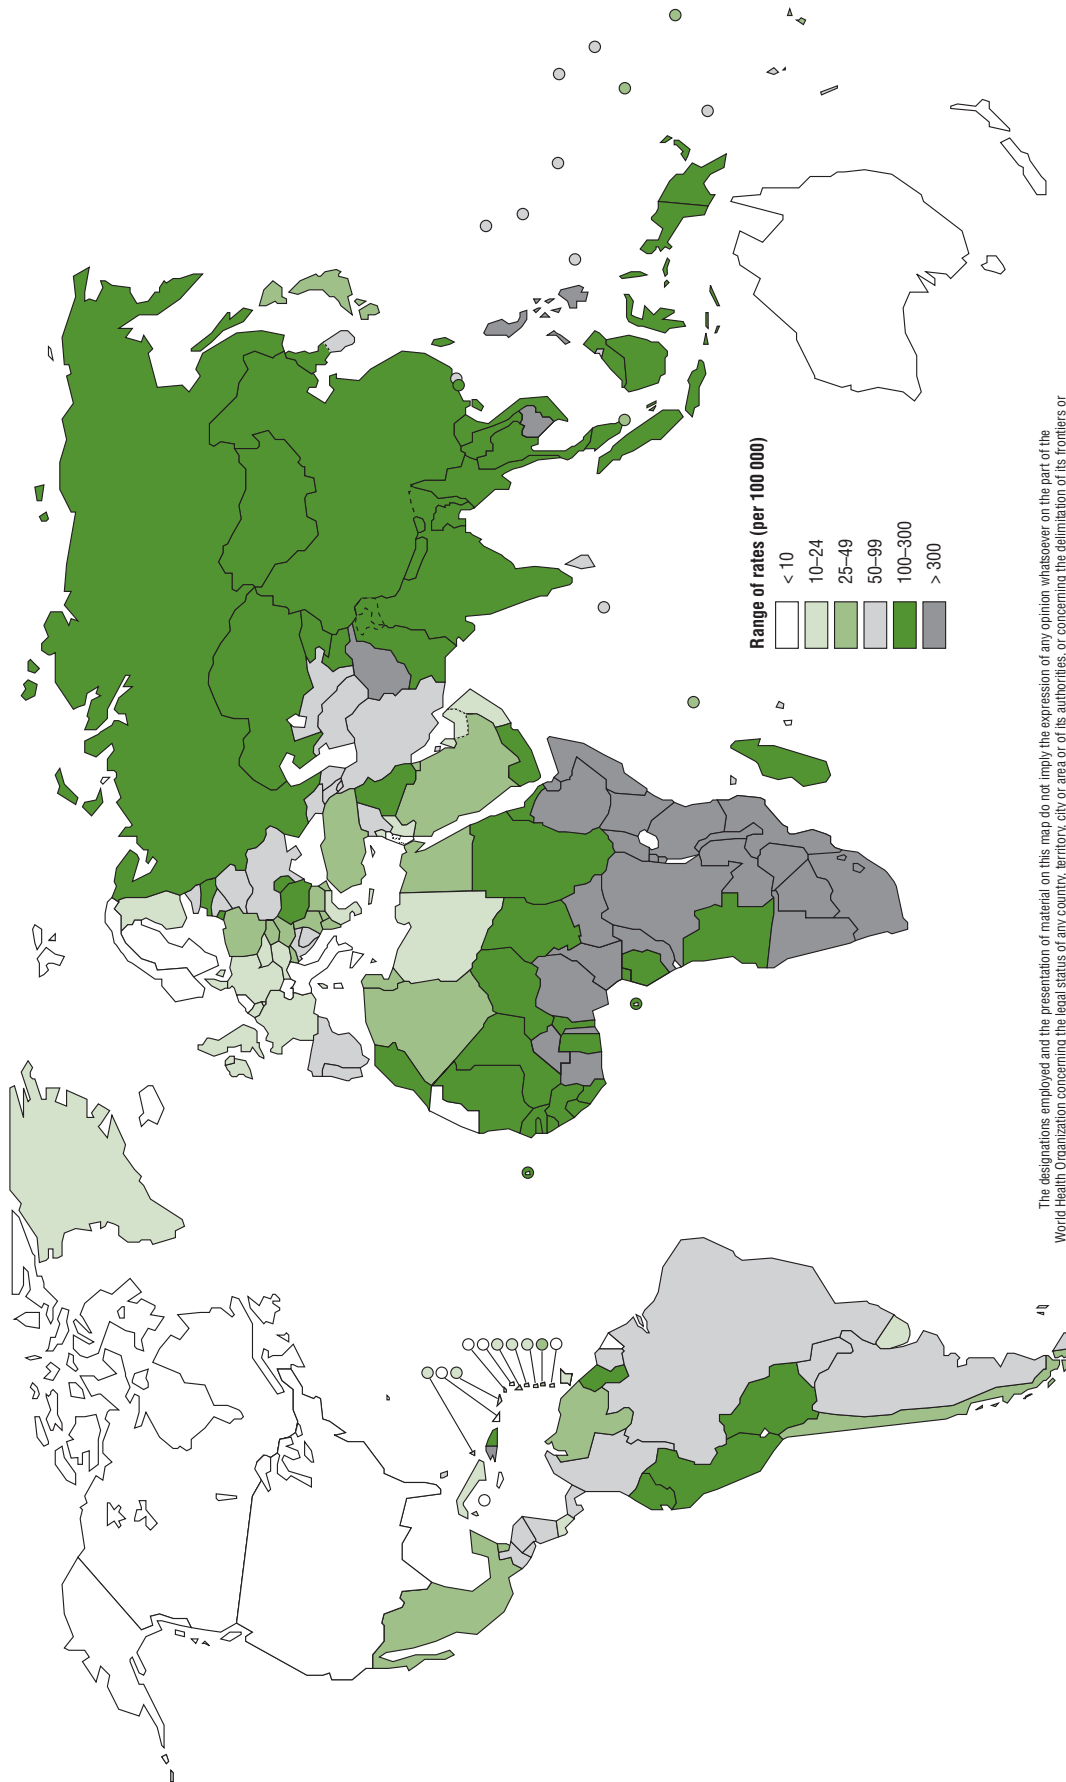 Range of rates (per 100 000)
< 10
10–24
25–49
50–99
100–300
> 300
The designations employed and the presentation of material on this map do not imply the expression of any opinion whatsoever on the part of the
World Health Organization concerning the legal status of any country, territory, city or area or of its authorities, or concerning the delimitation of its frontiers or